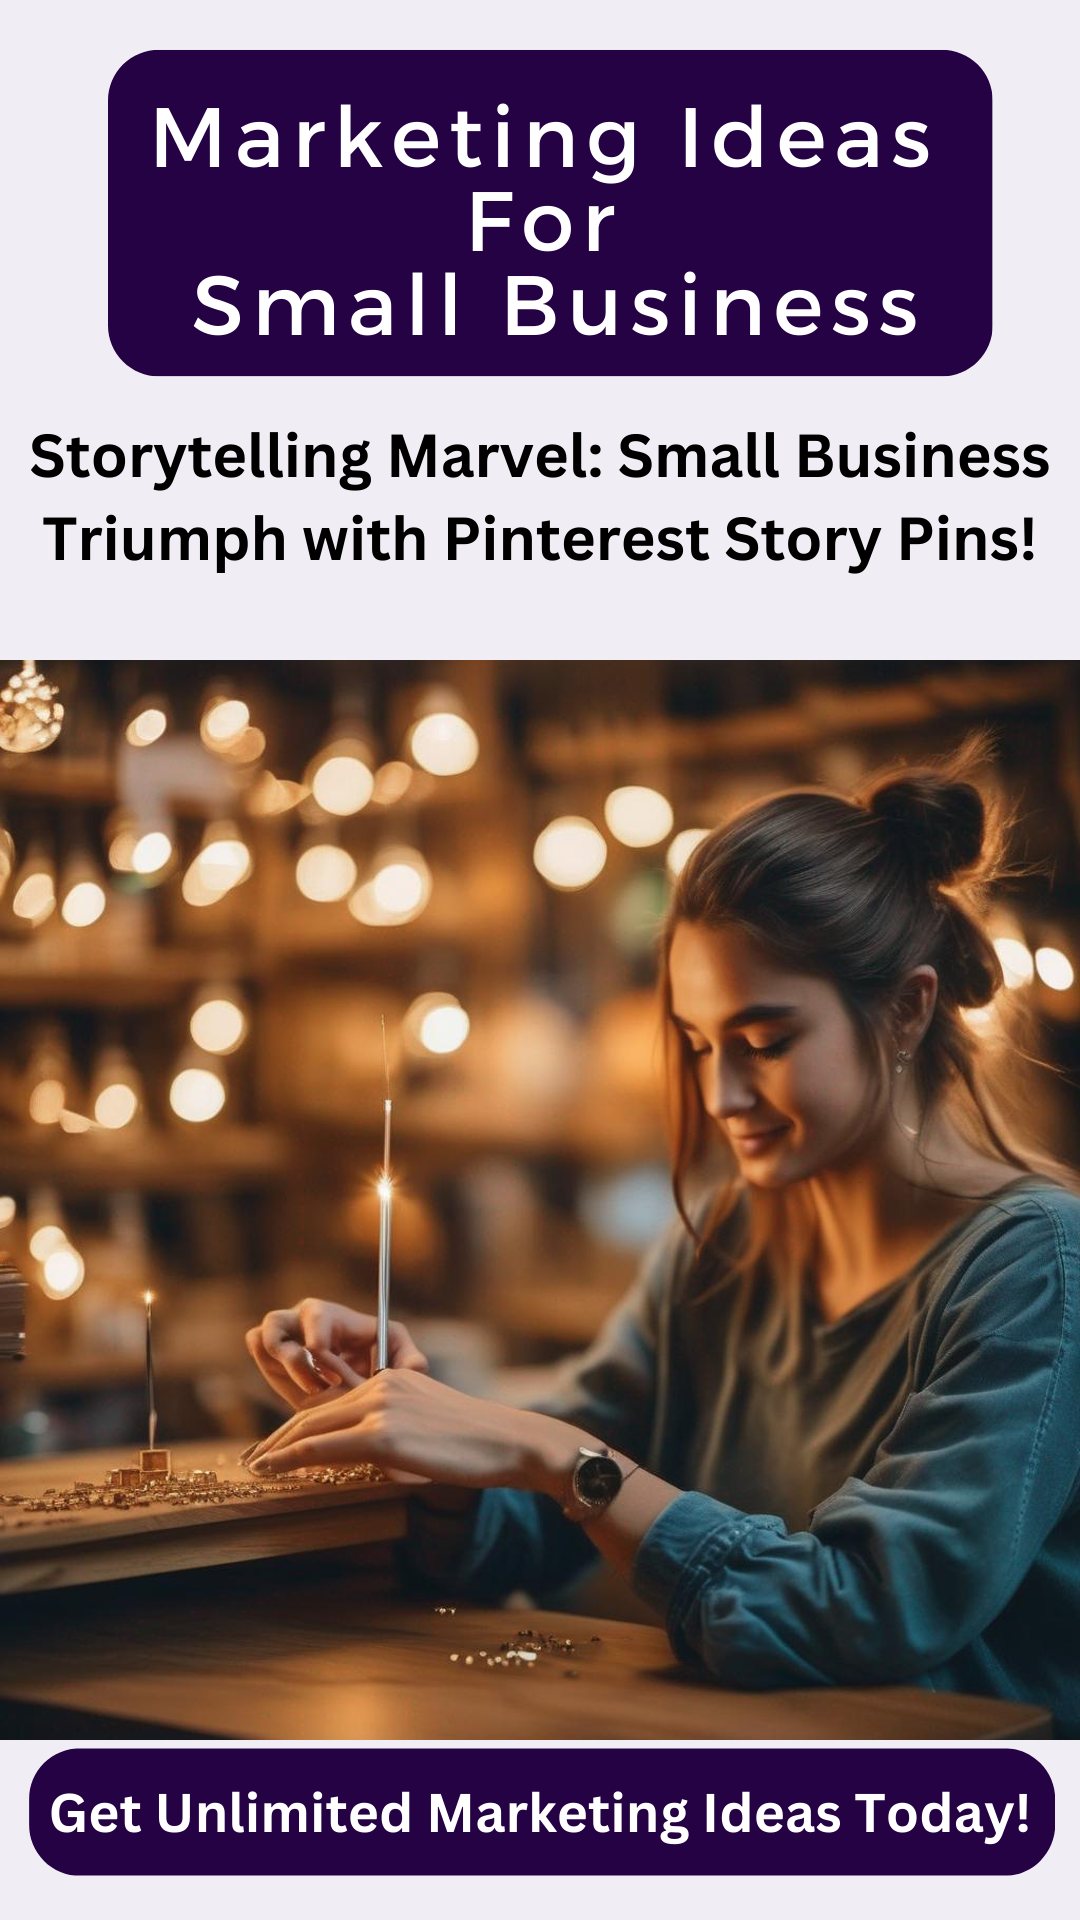 Marketing Ideas
For
Small Business
Storytelling Marvel: Small Business
Triumph with Pinterest Story Pins!
Get Unlimited Marketing Ideas Today!